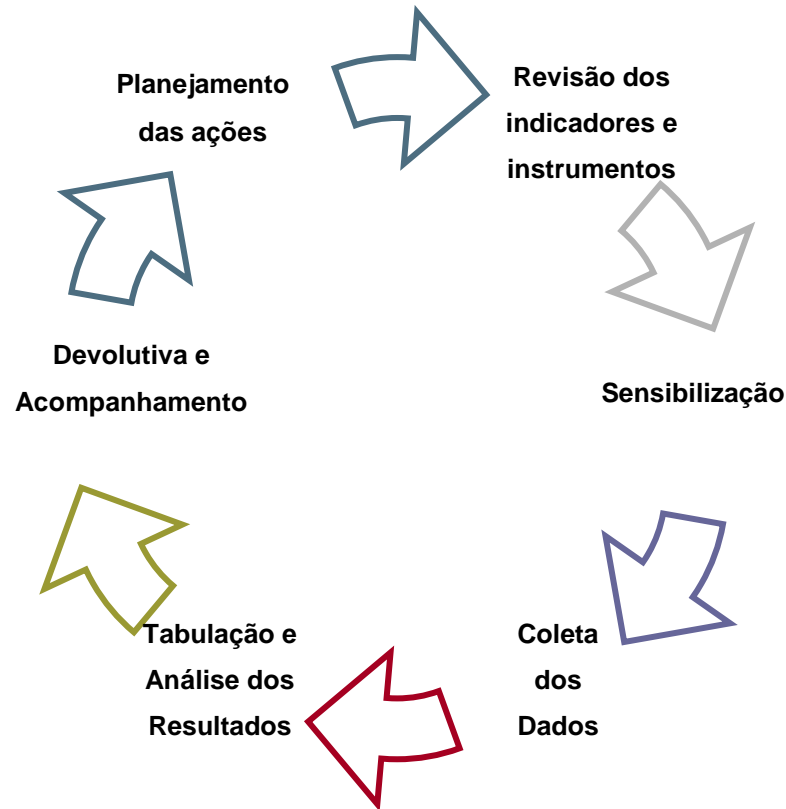 Planejamento
das ações
Revisão dos
indicadores e
instrumentos
Sensibilização
Coleta
dos
Dados
Tabulação e
Análise dos
Resultados
Devolutiva e
Acompanhamento